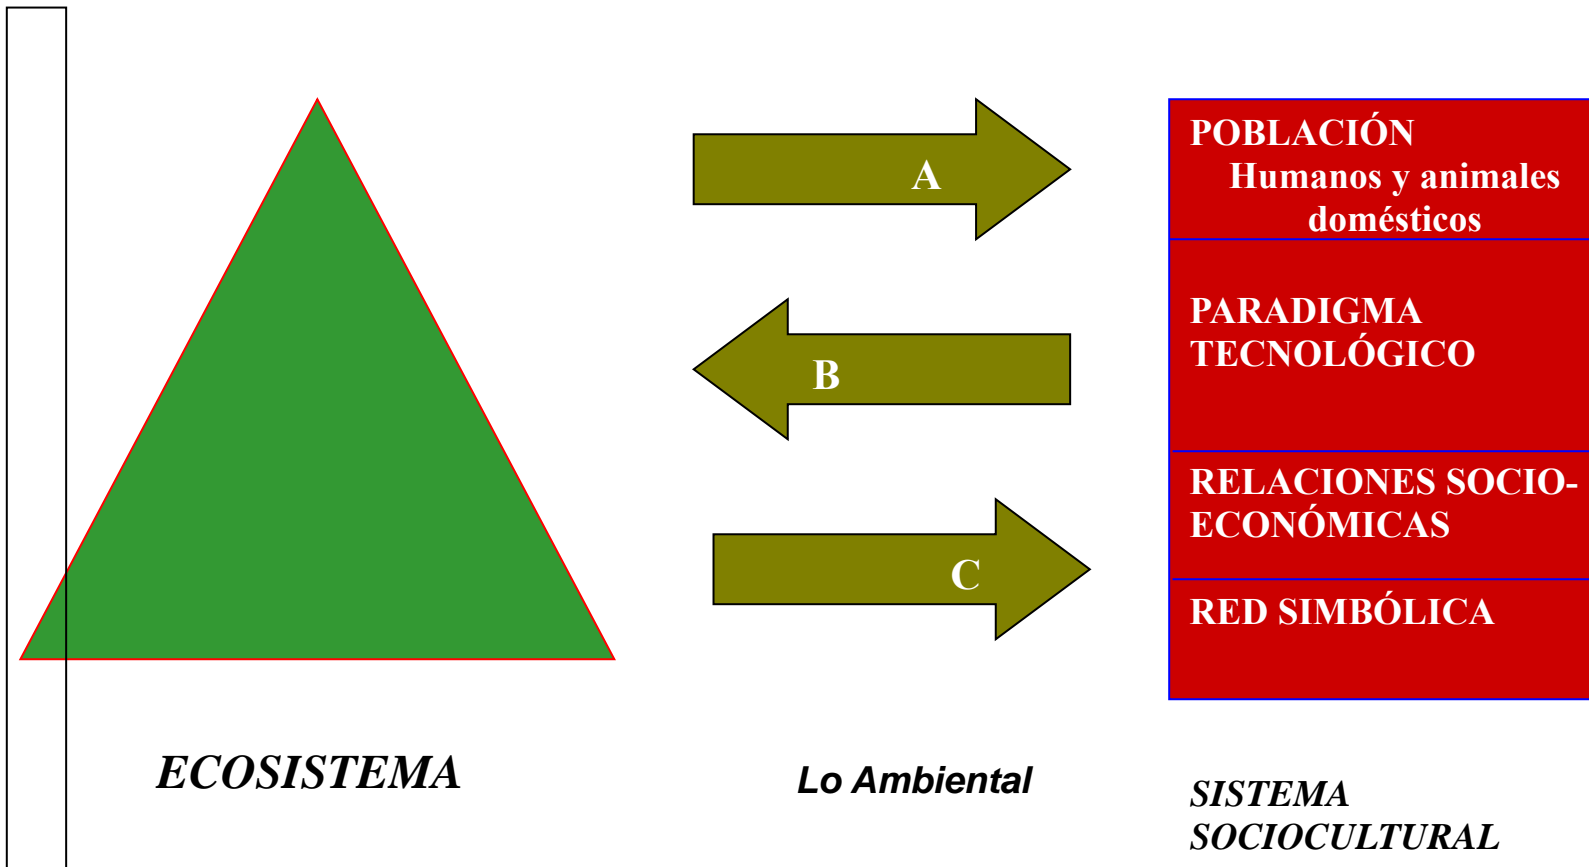 A
B
C
POBLACIÓN
Humanos y animales
domésticos
PARADIGMA
TECNOLÓGICO
RELACIONES SOCIO-
ECONÓMICAS
RED SIMBÓLICA
ECOSISTEMA
Lo Ambiental
SISTEMA
SOCIOCULTURAL